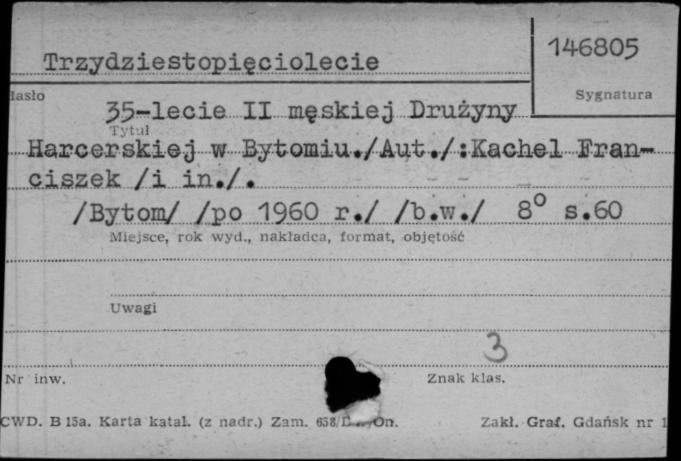 Trzydziestopięciolecie
146805
Hasło
Sygnatura
35-lecie II męskiej Drużyny
Tytuł
Harcerskiej w Bytomiu./Aut./:Kachel Fran-
ciszek /i in./.
/Bytom/ /po 1960 r./ /b.w./ 8° s.60
Miejsce, rok wyd., nakładca, format, objętość
Uwagi
3
Nr inw.
Znak klas.
CWD. B 15a. Karta katal. (z nadr.) Zam. On.
Zakł. Graf. Gdańsk nr 1